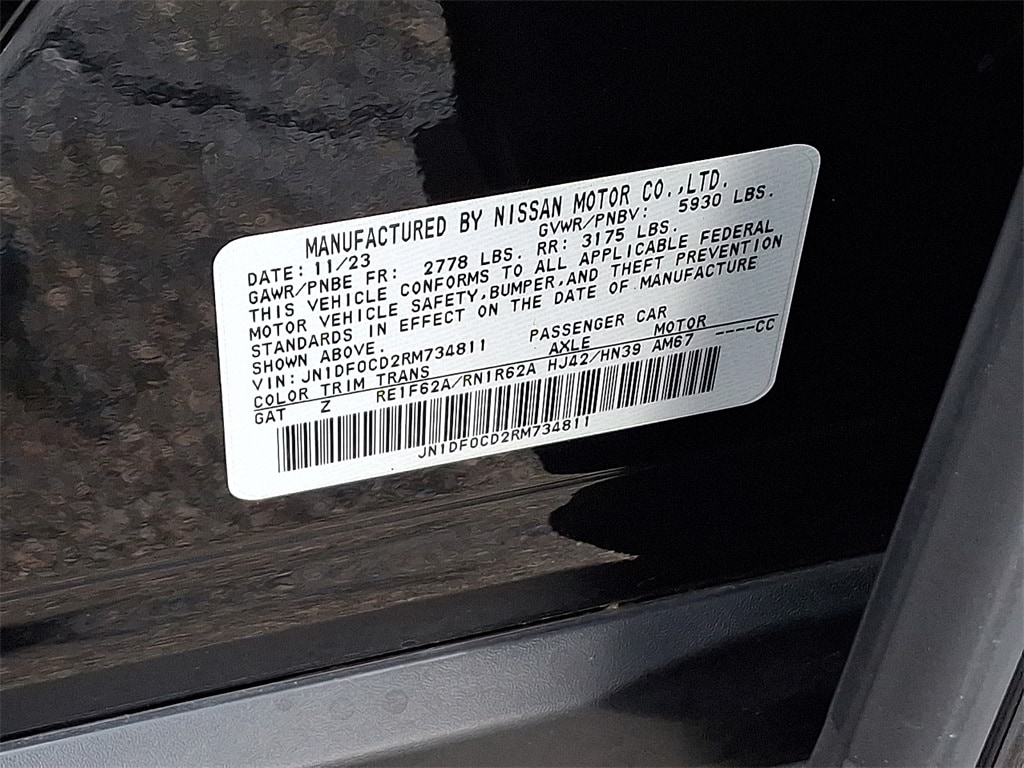 MANUFACTURED BY NISSAN MOTOR CO.,LTD.
DATE: 11/23 GVWR/PNBV: 5930 LBS.
GAWR/PNBE FR: 2778 LBS. RR: 3175 LBS.
THIS VEHICLE CONFORMS TO ALL APPLICABLE FEDERAL
MOTOR VEHICLE SAFETY,BUMPER,AND THEFT PREVENTION
STANDARDS IN EFFECT ON THE DATE OF MANUFACTURE
SHOWN ABOVE.
VIN: JN1DF0CD2RM734811 PASSENGER CAR
COLOR TRIM TRANS AXLE MOTOR ----CC
GAT Z RE1F62A/RN1R62A HJ42/HN39 AM67
JN1DF0CD2RM734811